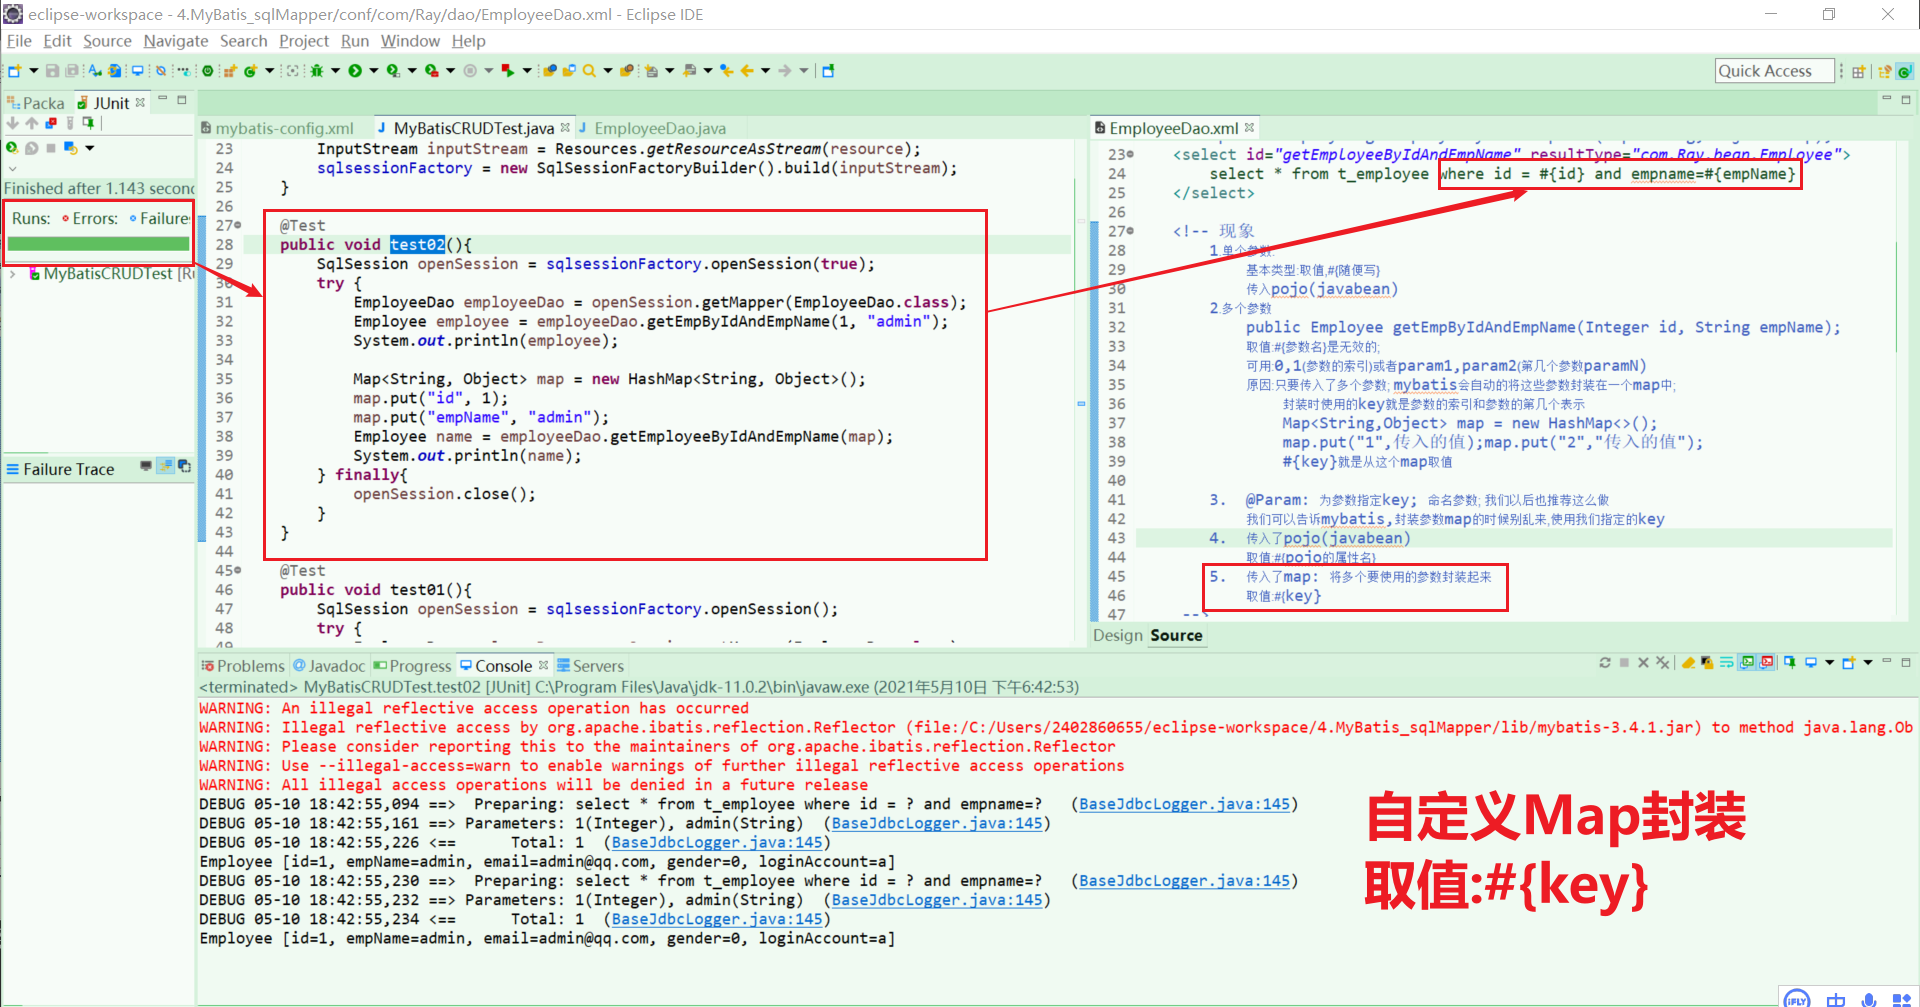 eclipse-workspace - 4.MyBatis_sqlMapper/conf/com/Ray/dao/EmployeeDao.xml - Eclipse IDE
File Edit Source Navigate Search Project Run Window Help
Quick Access
Packa JUnit
Finished after 1.143 second
Runs: Errors: Failure
MyBatisCRUDTest [Ru
Failure Trace
mybatis-config.xml MyBatisCRUDTest.java EmployeeDao.java
23 InputStream inputStream = Resources.getResourceAsStream(resource);
24 sqlsessionFactory = new SqlSessionFactoryBuilder().build(inputStream);
25 }
26
27 @Test
28 public void test02(){
29 SqlSession openSession = sqlsessionFactory.openSession(true);
30 try {
31 EmployeeDao employeeDao = openSession.getMapper(EmployeeDao.class);
32 Employee employee = employeeDao.getEmpByIdAndEmpName(1, "admin");
33 System.out.println(employee);
34
35 Map<String, Object> map = new HashMap<String, Object>();
36 map.put("id", 1);
37 map.put("empName", "admin");
38 Employee name = employeeDao.getEmployeeByIdAndEmpName(map);
39 System.out.println(name);
40 } finally{
41 openSession.close();
42 }
43 }
44
45 @Test
46 public void test01(){
47 SqlSession openSession = sqlsessionFactory.openSession();
48 try {
EmployeeDao.xml
23 <select id="getEmployeeByIdAndEmpName" resultType="com.Ray.bean.Employee">
24 select * from t_employee where id = #{id} and empname=#{empName}
25 </select>
26
27 <!-- 现象
28 1.单个参数:
29 基本类型:取值,#{随便写}
30 传入pojo(javabean)
31 2.多个参数
32 public Employee getEmpByIdAndEmpName(Integer id, String empName);
33 取值:#{参数名}是无效的;
34 可用:0,1(参数的索引)或者param1,param2(第几个参数paramN)
35 原因:只要传入了多个参数; mybatis会自动的将这些参数封装在一个map中;
36 封装时使用的key就是参数的索引和参数的第几个表示
37 Map<String,Object> map = new HashMap<>();
38 map.put("1",传入的值);map.put("2","传入的值");
39 #{key}就是从这个map取值
40
41 3. @Param: 为参数指定key; 命名参数; 我们以后也推荐这么做
42 我们可以告诉mybatis,封装参数map的时候别乱来,使用我们指定的key
43 4. 传入了pojo(javabean)
44 取值:#{pojo的属性名}
45 5. 传入了map: 将多个要使用的参数封装起来
46 取值:#{key}
47 -->
Design Source
Problems Javadoc Progress Console Servers
<terminated> MyBatisCRUDTest.test02 [JUnit] C:\Program Files\Java\jdk-11.0.2\bin\javaw.exe (2021年5月10日 下午6:42:53)
WARNING: An illegal reflective access operation has occurred
WARNING: Illegal reflective access by org.apache.ibatis.reflection.Reflector (file:/C:/Users/2402860655/eclipse-workspace/4.MyBatis_sqlMapper/lib/mybatis-3.4.1.jar) to method java.lang.Ob
WARNING: Please consider reporting this to the maintainers of org.apache.ibatis.reflection.Reflector
WARNING: Use --illegal-access=warn to enable warnings of further illegal reflective access operations
WARNING: All illegal access operations will be denied in a future release
DEBUG 05-10 18:42:55,094 ==> Preparing: select * from t_employee where id = ? and empname=? (BaseJdbcLogger.java:145)
DEBUG 05-10 18:42:55,161 ==> Parameters: 1(Integer), admin(String) (BaseJdbcLogger.java:145)
DEBUG 05-10 18:42:55,226 <== Total: 1 (BaseJdbcLogger.java:145)
Employee [id=1, empName=admin, email=admin@qq.com, gender=0, loginAccount=a]
DEBUG 05-10 18:42:55,230 ==> Preparing: select * from t_employee where id = ? and empname=? (BaseJdbcLogger.java:145)
DEBUG 05-10 18:42:55,232 ==> Parameters: 1(Integer), admin(String) (BaseJdbcLogger.java:145)
DEBUG 05-10 18:42:55,234 <== Total: 1 (BaseJdbcLogger.java:145)
Employee [id=1, empName=admin, email=admin@qq.com, gender=0, loginAccount=a]
自定义Map封装
取值:#{key}
iFLY 中